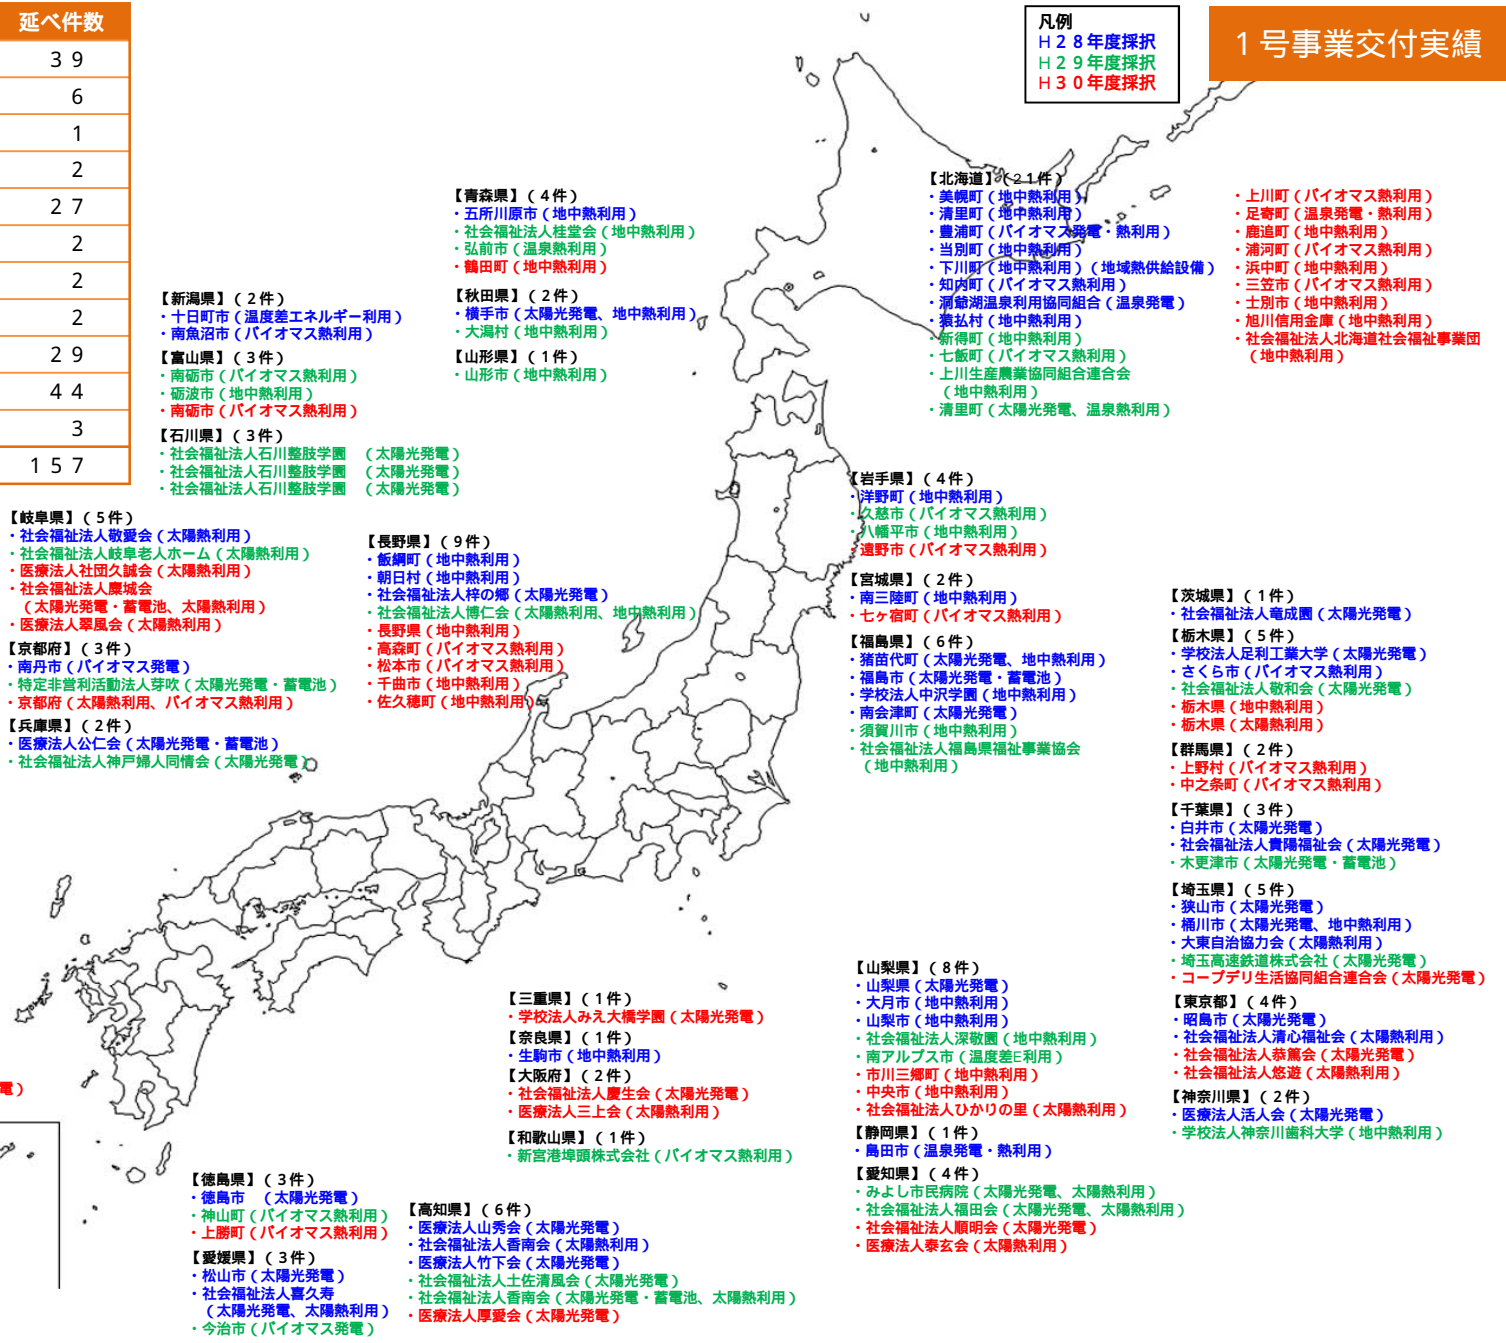 延べ件数
３９
６
１
２
２７
２
２
２
２９
４４
３
１５７
凡例
Ｈ２８年度採択
Ｈ２９年度採択
Ｈ３０年度採択
１号事業交付実績
【青森県】（４件）
・五所川原市（地中熱利用）
・社会福祉法人桂堂会（地中熱利用）
・弘前市（温泉熱利用）
・鶴田町（地中熱利用）
【秋田県】（２件）
・横手市（太陽光発電、地中熱利用）
・大潟村（地中熱利用）
【山形県】（１件）
・山形市（地中熱利用）
【北海道】（２１件）
・美幌町（地中熱利用）
・清里町（地中熱利用）
・豊浦町（バイオマス発電・熱利用）
・当別町（地中熱利用）
・下川町（地中熱利用）（地域熱供給設備）
・知内町（バイオマス熱利用）
・洞爺湖温泉利用協同組合（温泉発電）
・猿払村（地中熱利用）
・新得町（地中熱利用）
・七飯町（バイオマス熱利用）
・上川生産農業協同組合連合会
（地中熱利用）
・清里町（太陽光発電、温泉熱利用）
・上川町（バイオマス熱利用）
・足寄町（温泉発電・熱利用）
・鹿追町（地中熱利用）
・浦河町（バイオマス熱利用）
・浜中町（地中熱利用）
・三笠市（バイオマス熱利用）
・士別市（地中熱利用）
・旭川信用金庫（地中熱利用）
・社会福祉法人北海道社会福祉事業団
（地中熱利用）
【新潟県】（２件）
・十日町市（温度差エネルギー利用）
・南魚沼市（バイオマス熱利用）
【富山県】（３件）
・南砺市（バイオマス熱利用）
・砺波市（地中熱利用）
・南砺市（バイオマス熱利用）
【石川県】（３件）
・社会福祉法人石川整肢学園　（太陽光発電）
・社会福祉法人石川整肢学園　（太陽光発電）
・社会福祉法人石川整肢学園　（太陽光発電）
【岐阜県】（５件）
・社会福祉法人敬愛会（太陽熱利用）
・社会福祉法人岐阜老人ホーム（太陽熱利用）
・医療法人社団久誠会（太陽熱利用）
・社会福祉法人麋城会
（太陽光発電・蓄電池、太陽熱利用）
・医療法人翠風会（太陽熱利用）
【京都府】（３件）
・南丹市（バイオマス発電）
・特定非営利活動法人芽吹（太陽光発電・蓄電池）
・京都府（太陽熱利用、バイオマス熱利用）
【兵庫県】（２件）
・医療法人公仁会（太陽光発電・蓄電池）
・社会福祉法人神戸婦人同情会（太陽光発電）
【長野県】（９件）
・飯綱町（地中熱利用）
・朝日村（地中熱利用）
・社会福祉法人梓の郷（太陽光発電）
・社会福祉法人博仁会（太陽熱利用、地中熱利用）
・長野県（地中熱利用）
・高森町（バイオマス熱利用）
・松本市（バイオマス熱利用）
・千曲市（地中熱利用）
・佐久穂町（地中熱利用）
【岩手県】（４件）
・洋野町（地中熱利用）
・久慈市（バイオマス熱利用）
・八幡平市（地中熱利用）
・遠野市（バイオマス熱利用）
【宮城県】（２件）
・南三陸町（地中熱利用）
・七ヶ宿町（バイオマス熱利用）
【福島県】（６件）
・猪苗代町（太陽光発電、地中熱利用）
・福島市（太陽光発電・蓄電池）
・学校法人中沢学園（地中熱利用）
・南会津町（太陽光発電）
・須賀川市（地中熱利用）
・社会福祉法人福島県福祉事業協会
（地中熱利用）
【茨城県】（１件）
・社会福祉法人竜成園（太陽光発電）
【栃木県】（５件）
・学校法人足利工業大学（太陽光発電）
・さくら市（バイオマス熱利用）
・社会福祉法人敬和会（太陽光発電）
・栃木県（地中熱利用）
・栃木県（太陽熱利用）
【群馬県】（２件）
・上野村（バイオマス熱利用）
・中之条町（バイオマス熱利用）
【千葉県】（３件）
・白井市（太陽光発電）
・社会福祉法人貴陽福祉会（太陽光発電）
・木更津市（太陽光発電・蓄電池）
【埼玉県】（５件）
・狭山市（太陽光発電）
・桶川市（太陽光発電、地中熱利用）
・大東自治協力会（太陽熱利用）
・埼玉高速鉄道株式会社（太陽光発電）
・コープデリ生活協同組合連合会（太陽光発電）
【東京都】（４件）
・昭島市（太陽光発電）
・社会福祉法人清心福祉会（太陽熱利用）
・社会福祉法人恭篤会（太陽光発電）
・社会福祉法人悠遊（太陽熱利用）
【神奈川県】（２件）
・医療法人活人会（太陽光発電）
・学校法人神奈川歯科大学（地中熱利用）
【山梨県】（８件）
・山梨県（太陽光発電）
・大月市（地中熱利用）
・山梨市（地中熱利用）
・社会福祉法人深敬園（地中熱利用）
・南アルプス市（温度差E利用）
・市川三郷町（地中熱利用）
・中央市（地中熱利用）
・社会福祉法人ひかりの里（太陽熱利用）
【静岡県】（１件）
・島田市（温泉発電・熱利用）
【愛知県】（４件）
・みよし市民病院（太陽光発電、太陽熱利用）
・社会福祉法人福田会（太陽光発電、太陽熱利用）
・社会福祉法人順明会（太陽光発電）
・医療法人泰玄会（太陽熱利用）
【三重県】（１件）
・学校法人みえ大橋学園（太陽光発電）
【奈良県】（１件）
・生駒市（地中熱利用）
【大阪府】（２件）
・社会福祉法人慶生会（太陽光発電）
・医療法人三上会（太陽熱利用）
【和歌山県】（１件）
・新宮港埠頭株式会社（バイオマス熱利用）
電）
【徳島県】（３件）
・徳島市　（太陽光発電）
・神山町（バイオマス熱利用）
・上勝町（バイオマス熱利用）
【愛媛県】（３件）
・松山市（太陽光発電）
・社会福祉法人喜久寿
（太陽光発電、太陽熱利用）
・今治市（バイオマス発電）
【高知県】（６件）
・医療法人山秀会（太陽光発電）
・社会福祉法人香南会（太陽熱利用）
・医療法人竹下会（太陽光発電）
・社会福祉法人土佐清風会（太陽光発電）
・社会福祉法人香南会（太陽光発電・蓄電池、太陽熱利用）
・医療法人厚愛会（太陽光発電）